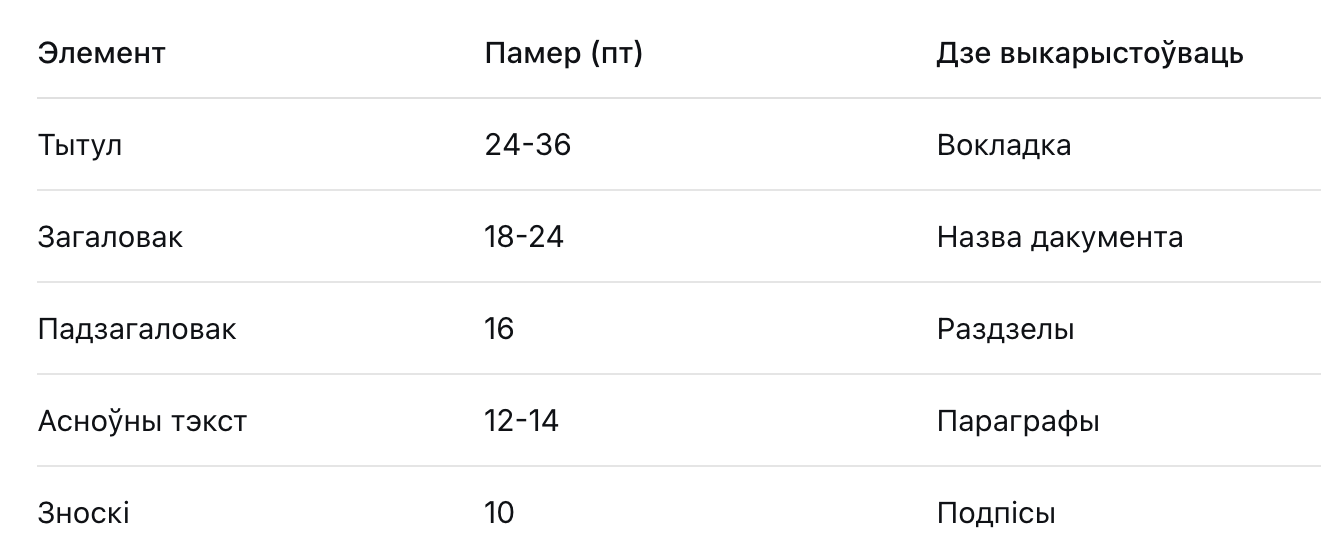 Элемент Памер (пт) Дзе выкарыстоўваць
Тытул 24-36 Вокладка
Загаловак 18-24 Назва дакумента
Падзагаловак 16 Раздзелы
Асноўны тэкст 12-14 Параграфы
Зноскі 10 Подпісы